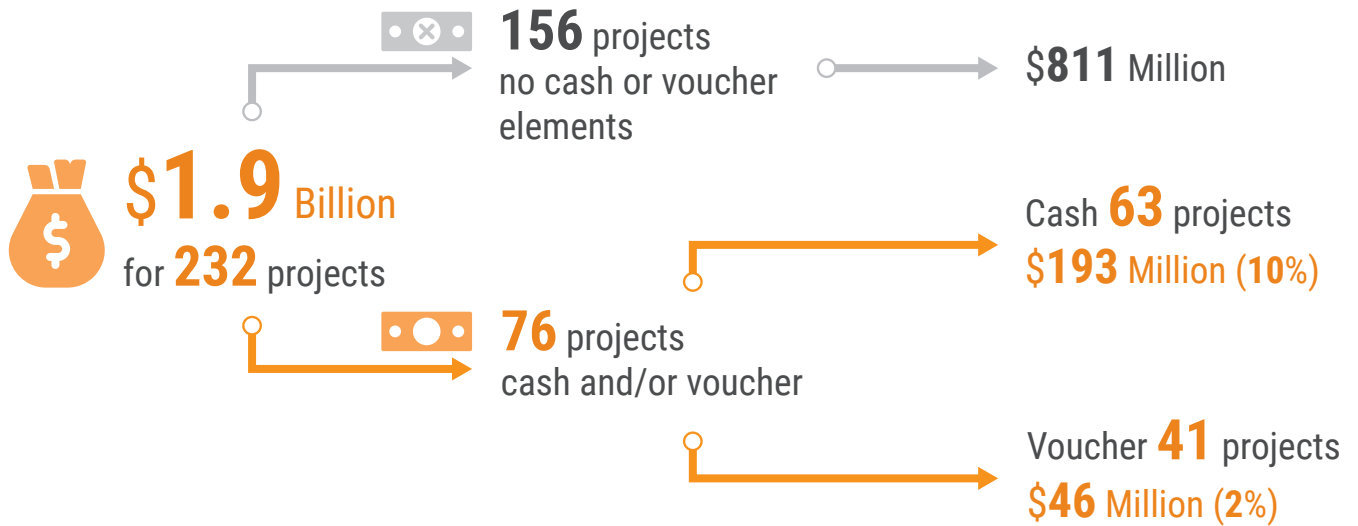 156 projects
no cash or voucher
elements
$811 Million
$1.9 Billion
for 232 projects
$
Cash 63 projects
$193 Million (10%)
76 projects
cash and/or voucher
Voucher 41 projects
$46 Million (2%)